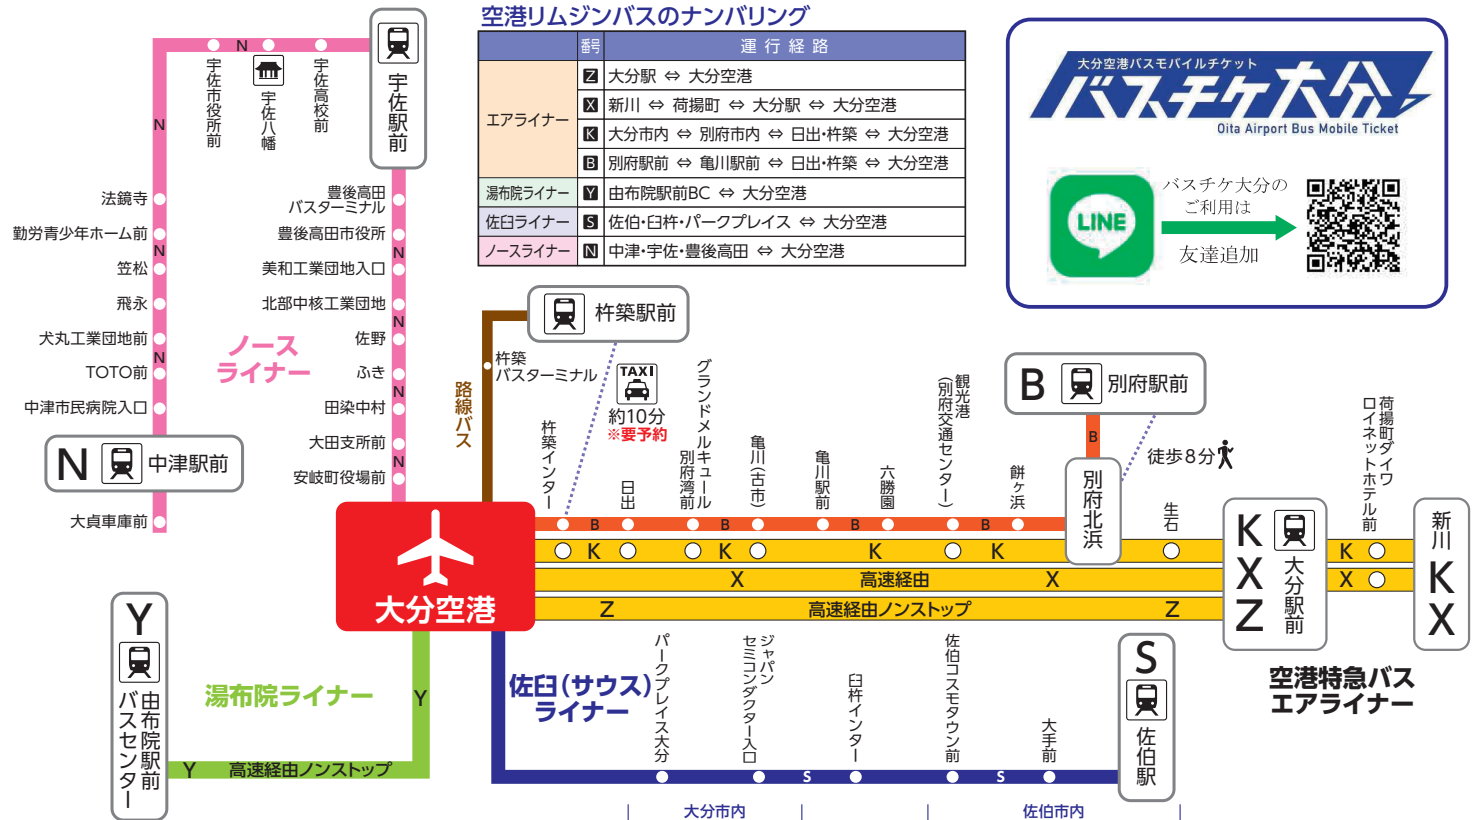 空港リムジンバスのナンバリング
番号 運行経路
エアライナー
Z 大分駅 ⇔ 大分空港
X 新川 ⇔ 荷揚町 ⇔ 大分駅 ⇔ 大分空港
K 大分市内 ⇔ 別府市内 ⇔ 日出・杵築 ⇔ 大分空港
B 別府駅前 ⇔ 亀川駅前 ⇔ 日出・杵築 ⇔ 大分空港
湯布院ライナー Y 由布院駅前BC ⇔ 大分空港
佐臼ライナー S 佐伯・臼杵・パークプレイス ⇔ 大分空港
ノースライナー N 中津・宇佐・豊後高田 ⇔ 大分空港
大分空港バスモバイルチケット
バスチケ大分
Oita Airport Bus Mobile Ticket
LINE
バスチケ大分の
ご利用は
友達追加
N
宇佐市役所前
宇佐八幡
宇佐高校前
宇佐駅前
N
法鏡寺
勤労青少年ホーム前
N
笠松
飛永
犬丸工業団地前
N
TOTO前
中津市民病院入口
N 中津駅前
大貞車庫前
ノース
ライナー
豊後高田
バスターミナル
豊後高田市役所
N
美和工業団地入口
北部中核工業団地
N
佐野
ふき
N
田染中村
大田支所前
N
安岐町役場前
路線バス
杵築駅前
杵築
バスターミナル
TAXI
約10分
※要予約
杵築インター
日出
グランドメルキュール
別府湾前
亀川(古市)
亀川駅前
六勝園
観光港
(別府交通センター)
餅ヶ浜
B 別府駅前
B
徒歩8分
別府北浜
生石
荷揚町ダイワ
ロイネットホテル前
B B B B
K K K K
K
X 高速経由 X
X
Z 高速経由ノンストップ Z
K
X
Z
大分駅前
新川
K
X
空港特急バス
エアライナー
大分空港
Y
由布院駅前
バスセンター
湯布院ライナー
Y
Y 高速経由ノンストップ
佐臼(サウス)
ライナー
パークプレイス大分
ジャパン
セミコンダクター入口
臼杵インター
佐伯コスモタウン前
大手前
S S
S
佐伯駅
大分市内
佐伯市内